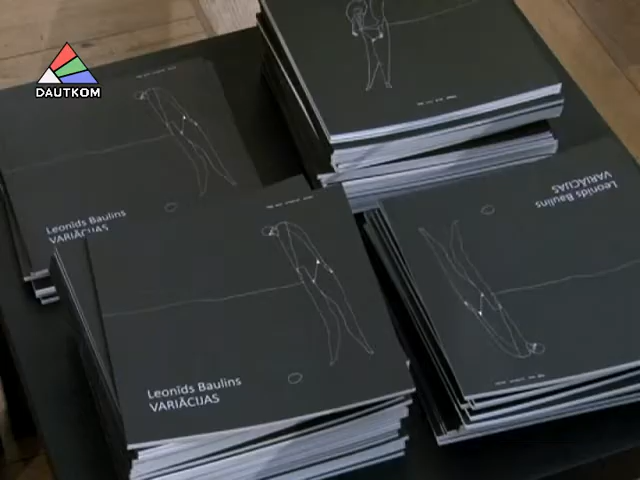 DAUTKOM
Leonīds Baulins
VARIĀCIJAS
Leonīds Baulins
VARIĀCIJAS
Leonīds Baulins
VARIĀCIJAS